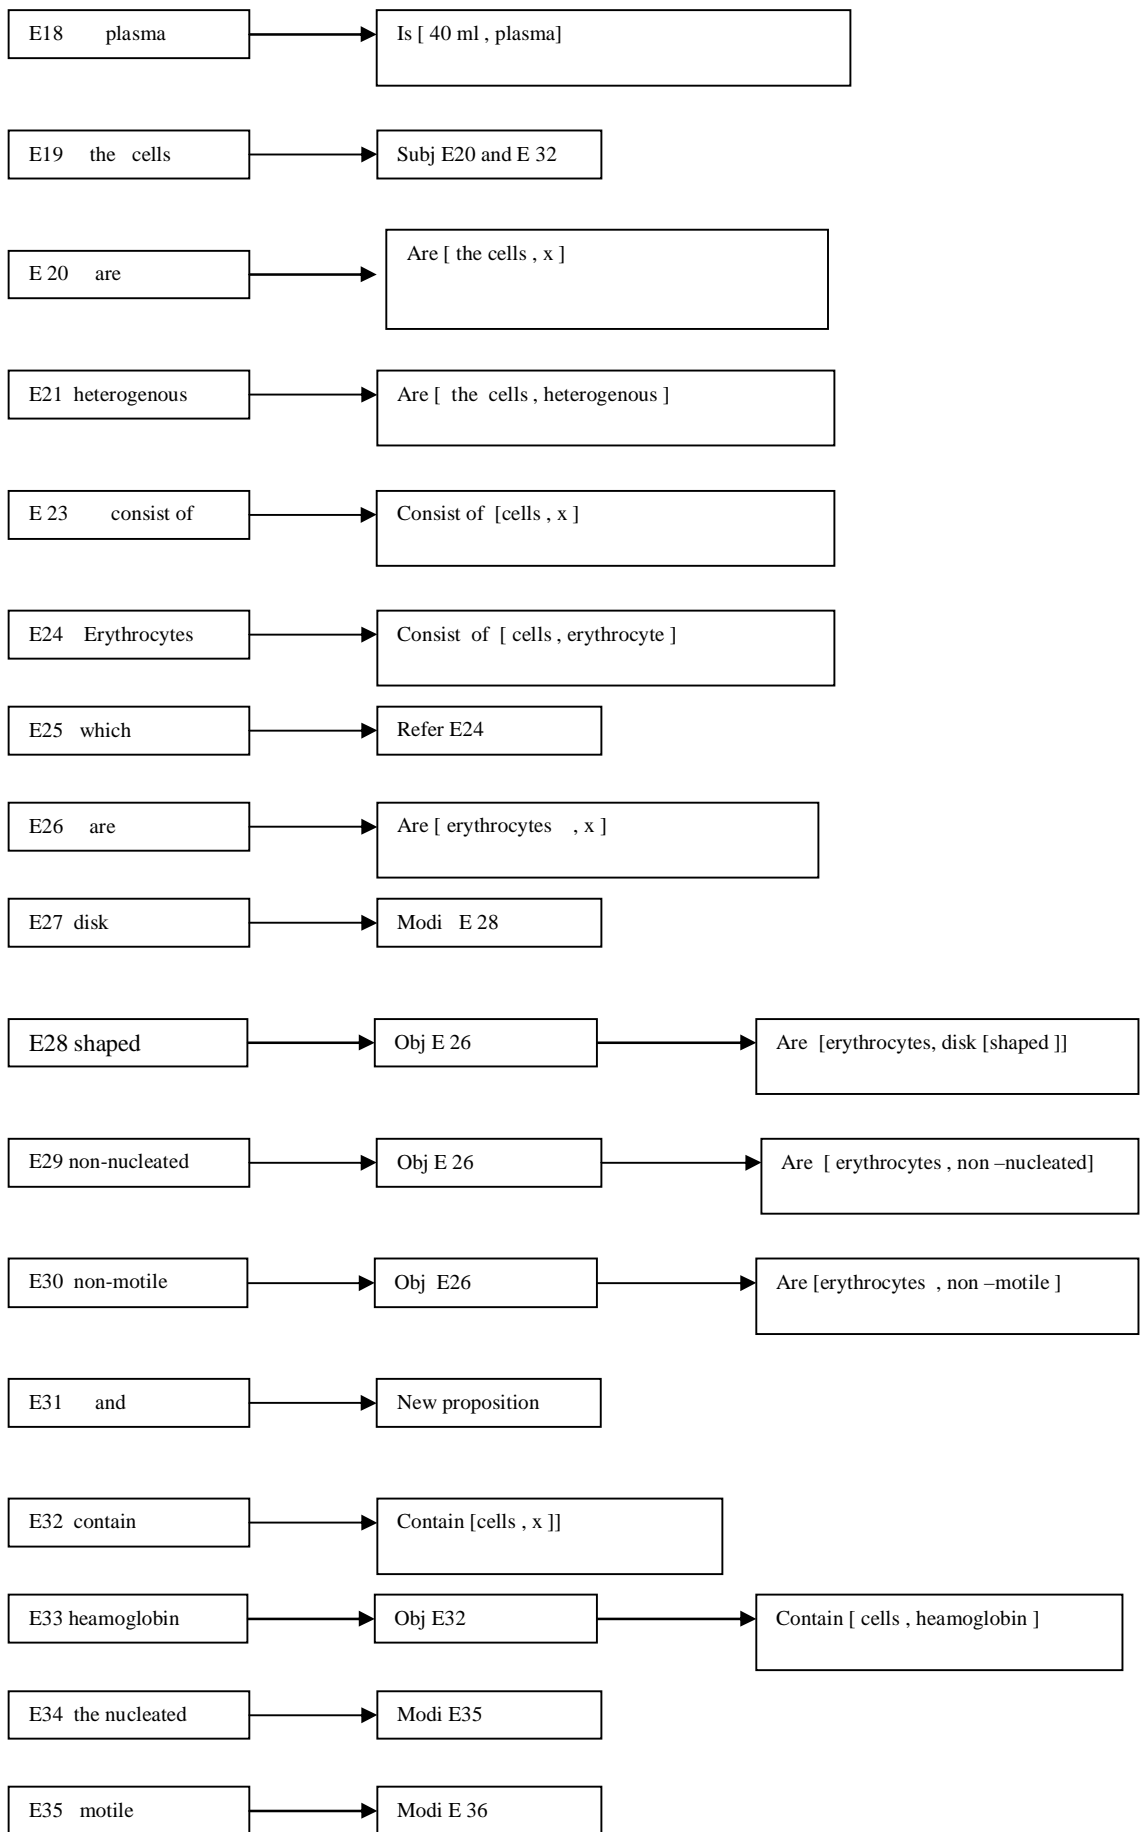 E18 plasma
Is [ 40 ml , plasma]
E19 the cells
Subj E20 and E 32
E 20 are
Are [ the cells , x ]
E21 heterogenous
Are [ the cells , heterogenous ]
E 23 consist of
Consist of [cells , x ]
E24 Erythrocytes
Consist of [ cells , erythrocyte ]
E25 which
Refer E24
E26 are
Are [ erythrocytes , x ]
E27 disk
Modi E 28
E28 shaped
Obj E 26
Are [erythrocytes, disk [shaped ]]
E29 non-nucleated
Obj E 26
Are [ erythrocytes , non –nucleated]
E30 non-motile
Obj E26
Are [erythrocytes , non –motile ]
E31 and
New proposition
E32 contain
Contain [cells , x ]]
E33 heamoglobin
Obj E32
Contain [ cells , heamoglobin ]
E34 the nucleated
Modi E35
E35 motile
Modi E 36